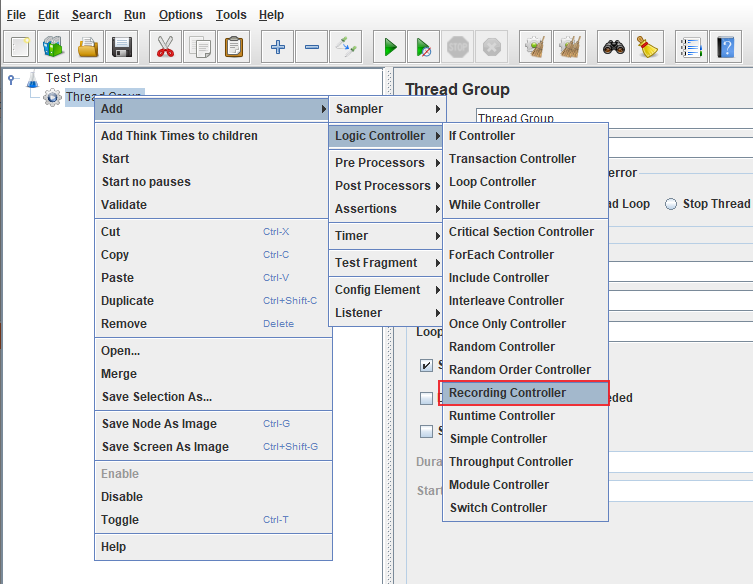 File Edit Search Run Options Tools Help
STOP
Test Plan
Thread Group
Thread Group
Thread Group
error
ad Loop Stop Thread
Loop
S
S
eded
Dura
Start
Add
Add Think Times to children
Start
Start no pauses
Validate
Cut Ctrl-X
Copy Ctrl-C
Paste Ctrl-V
Duplicate Ctrl+Shift-C
Remove Delete
Open...
Merge
Save Selection As...
Save Node As Image Ctrl-G
Save Screen As Image Ctrl+Shift-G
Enable
Disable
Toggle Ctrl-T
Help
Sampler
Logic Controller
Pre Processors
Post Processors
Assertions
Timer
Test Fragment
Config Element
Listener
If Controller
Transaction Controller
Loop Controller
While Controller
Critical Section Controller
ForEach Controller
Include Controller
Interleave Controller
Once Only Controller
Random Controller
Random Order Controller
Recording Controller
Runtime Controller
Simple Controller
Throughput Controller
Module Controller
Switch Controller